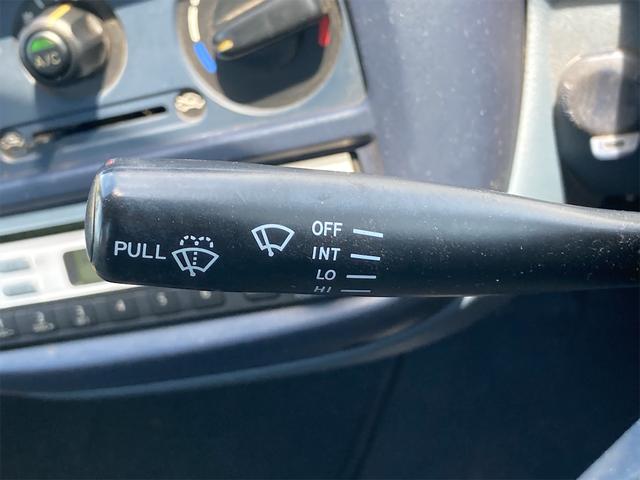 A/C
PULL
OFF
INT
LO
HI